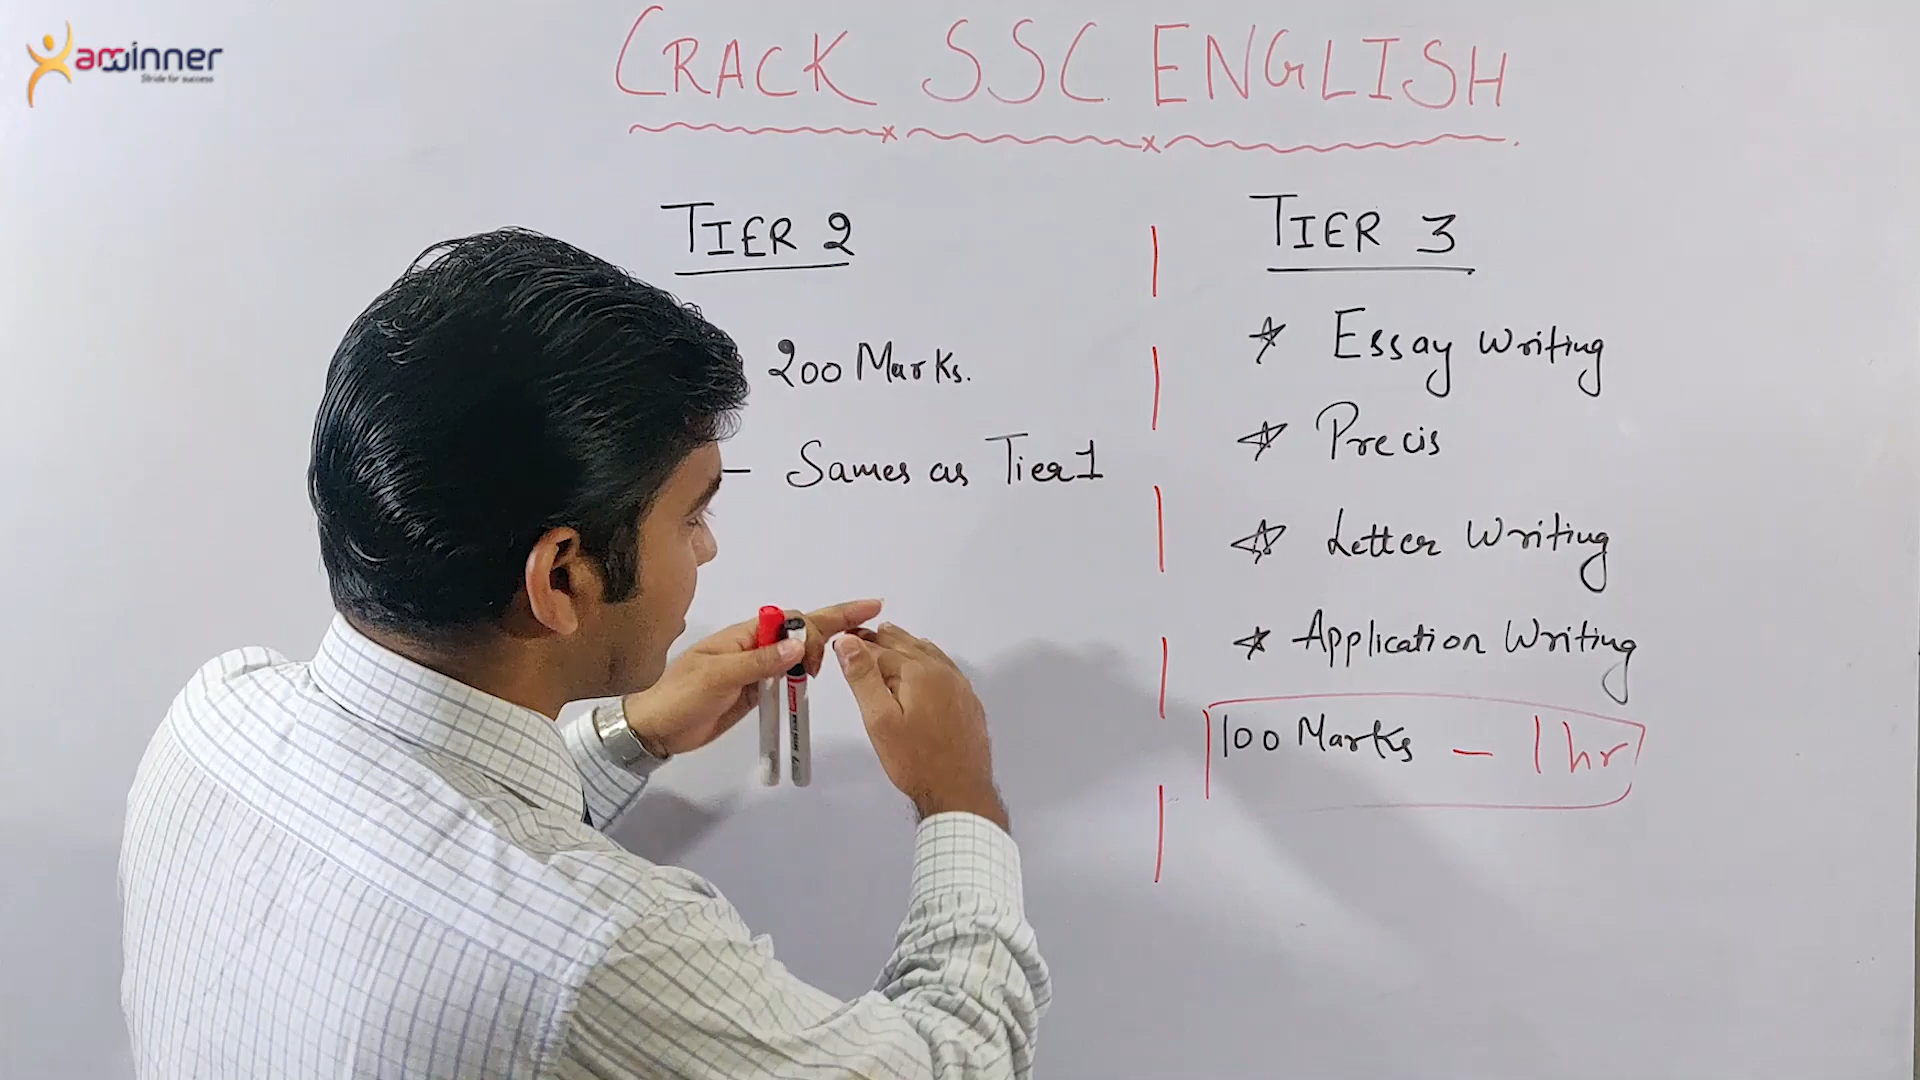 amwinner
Stride for success
CRACK SSC ENGLISH
TIER 2
200 Marks.
– Sames as Tier 1
TIER 3
☆ Essay Writing
☆ Precis
☆ Letter Writing
☆ Application Writing
100 Marks – 1 hr